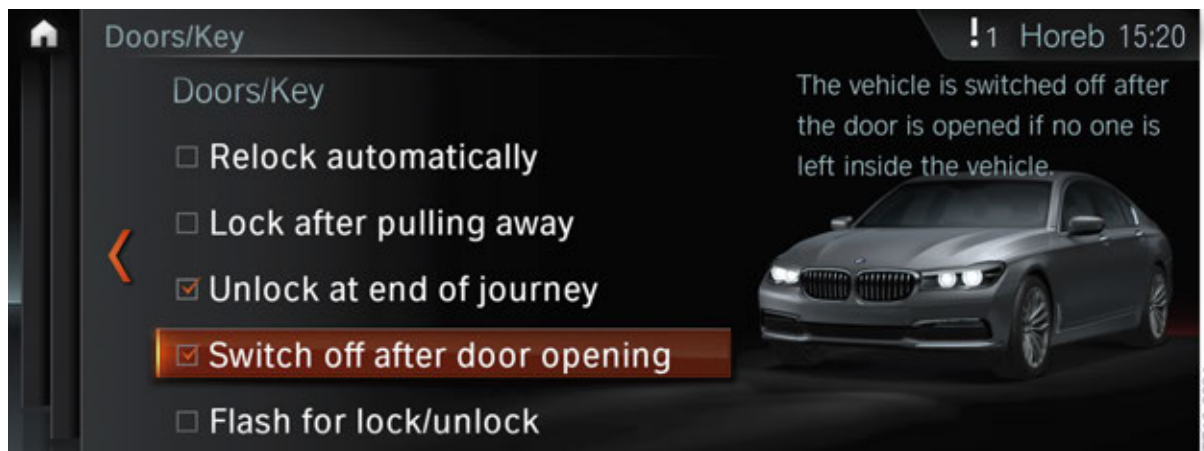 Doors/Key
!1 Horeb 15:20
Doors/Key
Relock automatically
Lock after pulling away
Unlock at end of journey
Switch off after door opening
Flash for lock/unlock
The vehicle is switched off after
the door is opened if no one is
left inside the vehicle.